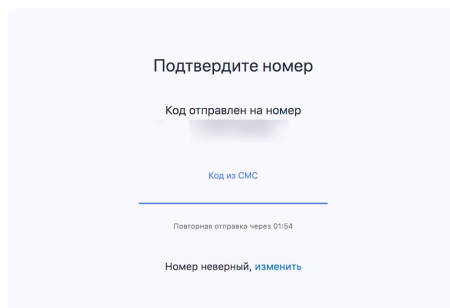 Подтвердите номер
Код отправлен на номер
Код из СМС
Повторная отправка через 01:54
Номер неверный, изменить